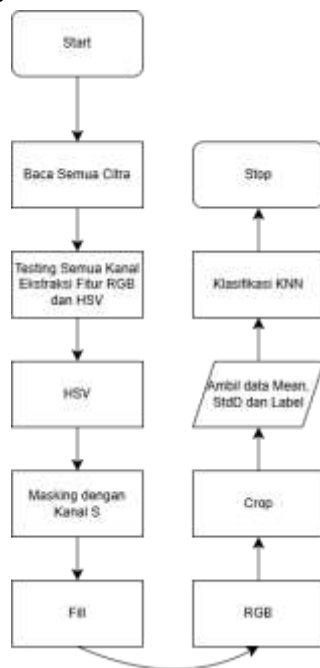 Start
Baca Semua Citra
Testing Semua Kanal
Ekstraksi Fitur RGB
dan HSV
HSV
Masking dengan
Kanal S
Fill
RGB
Crop
Ambil data Mean,
StdD dan Label
Klasifikasi KNN
Stop